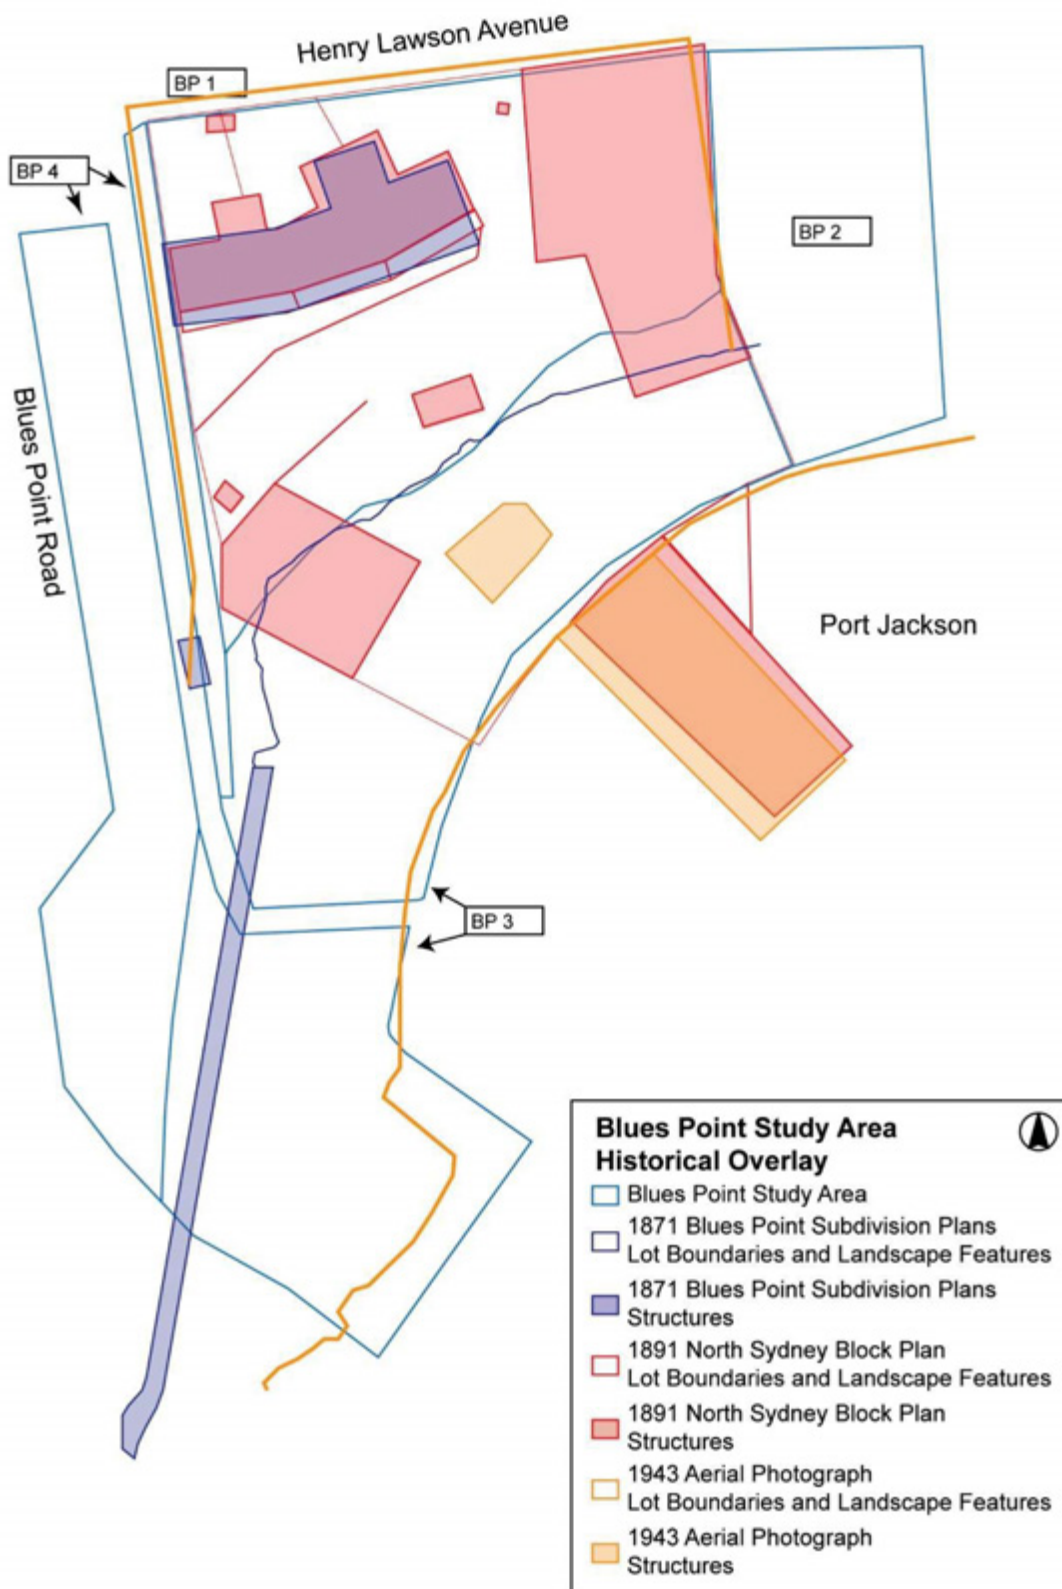 Henry Lawson Avenue
BP 1
BP 4
BP 2
Blues Point Road
Port Jackson
BP 3
Blues Point Study Area
Historical Overlay
Blues Point Study Area
1871 Blues Point Subdivision Plans
Lot Boundaries and Landscape Features
1871 Blues Point Subdivision Plans
Structures
1891 North Sydney Block Plan
Lot Boundaries and Landscape Features
1891 North Sydney Block Plan
Structures
1943 Aerial Photograph
Lot Boundaries and Landscape Features
1943 Aerial Photograph
Structures